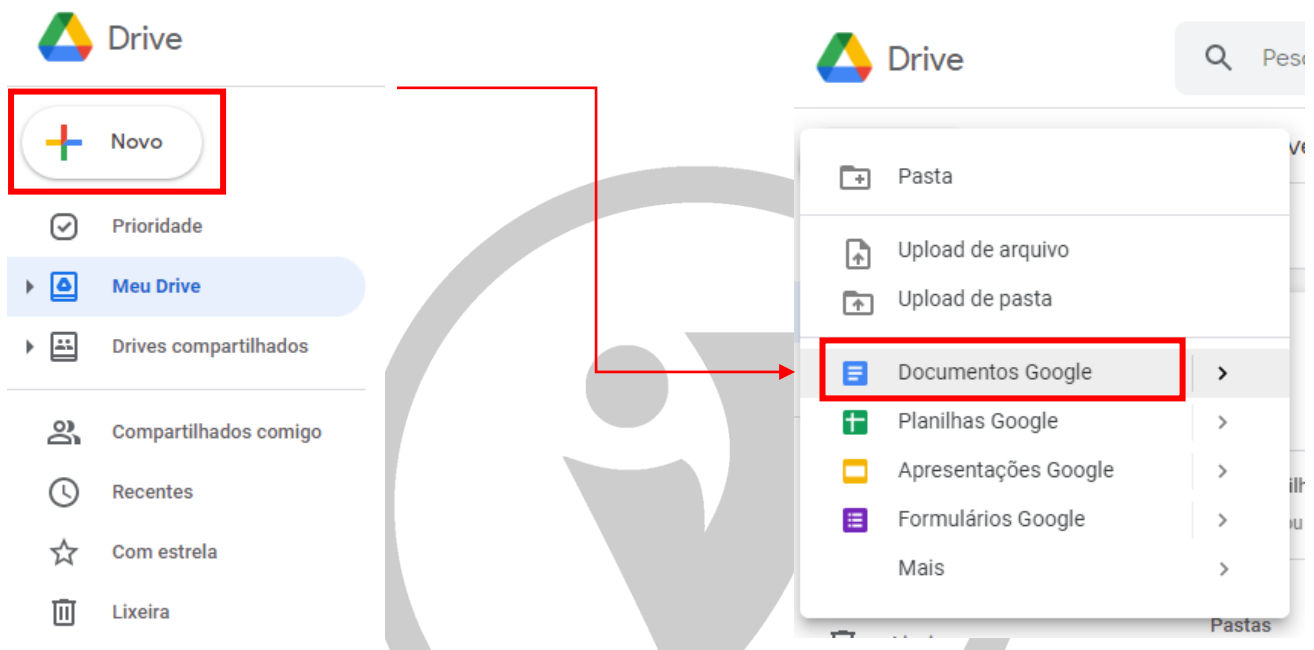 Drive
Novo
Prioridade
Meu Drive
Drives compartilhados
Compartilhados comigo
Recentes
Com estrela
Lixeira
Drive
Pasta
Upload de arquivo
Upload de pasta
Documentos Google
Planilhas Google
Apresentações Google
Formulários Google
Mais
Pastas